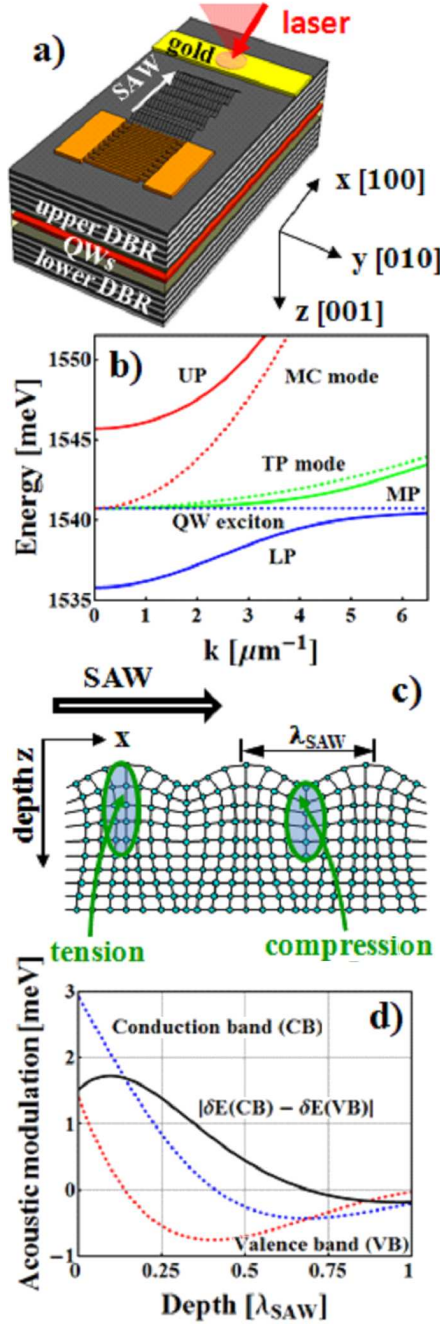 a)
laser
gold
SAW
upper DBR
QWs
lower DBR
x [100]
y [010]
z [001]
b)
Energy [meV]
1550
1545
1540
1535
UP
MC mode
TP mode
MP
QW exciton
LP
0 1 2 3 4 5 6
k [μm⁻¹]
SAW
c)
x
λSAW
depth z
tension
compression
d)
Acoustic modulation [meV]
3
2
1
0
−1
Conduction band (CB)
|δE(CB) − δE(VB)|
Valence band (VB)
0 0.25 0.5 0.75 1
Depth [λSAW]